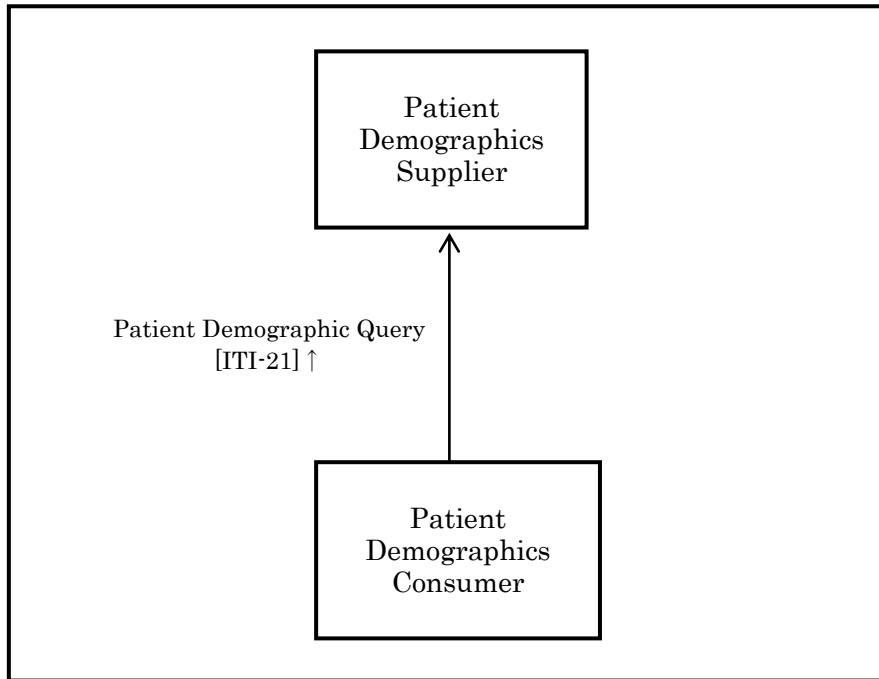 Patient
Demographics
Supplier
Patient Demographic Query
[ITI-21] ↑
Patient
Demographics
Consumer